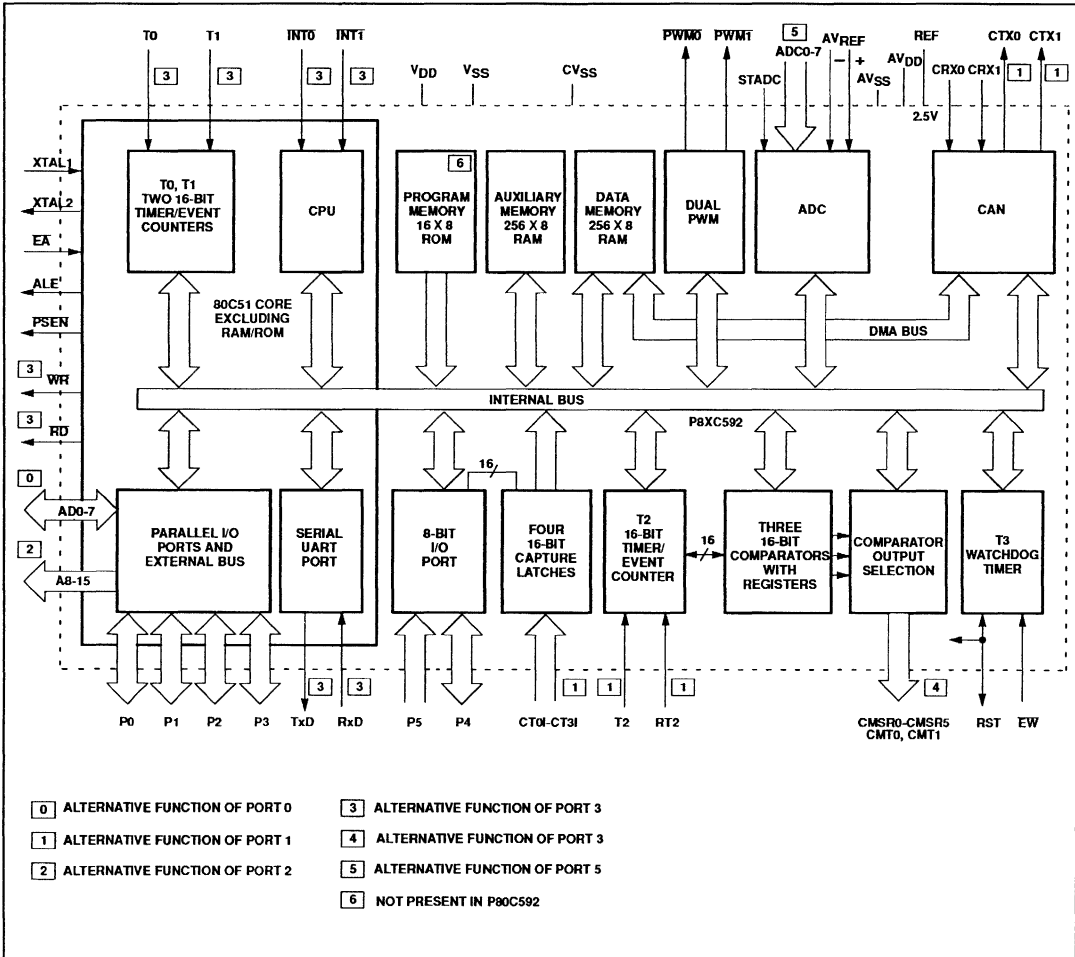 T0 T1 INT0 INT1 PWM0 PWM1 5 ADC0-7 AVREF REF CTX0 CTX1
3 3 3 3 VDD VSS CVSS STADC – + AVSS AVDD CRX0 CRX1 1 1
2.5V
XTAL1
XTAL2
EA
ALE
PSEN
3
WR
3
RD
0
AD0-7
2
A8-15
T0, T1
TWO 16-BIT
TIMER/EVENT
COUNTERS
CPU
6
PROGRAM
MEMORY
16 X 8
ROM
AUXILIARY
MEMORY
256 X 8
RAM
DATA
MEMORY
256 X 8
RAM
DUAL
PWM
ADC
CAN
80C51 CORE
EXCLUDING
RAM/ROM
DMA BUS
INTERNAL BUS
P8XC592
PARALLEL I/O
PORTS AND
EXTERNAL BUS
SERIAL
UART
PORT
8-BIT
I/O
PORT
16
FOUR
16-BIT
CAPTURE
LATCHES
T2
16-BIT
TIMER/
EVENT
COUNTER
16
THREE
16-BIT
COMPARATORS
WITH
REGISTERS
COMPARATOR
OUTPUT
SELECTION
T3
WATCHDOG
TIMER
3 3 1 1 1 4
P0 P1 P2 P3 TxD RxD P5 P4 CT0I-CT3I T2 RT2 CMSR0-CMSR5 RST EW
CMT0, CMT1
0 ALTERNATIVE FUNCTION OF PORT 0
1 ALTERNATIVE FUNCTION OF PORT 1
2 ALTERNATIVE FUNCTION OF PORT 2
3 ALTERNATIVE FUNCTION OF PORT 3
4 ALTERNATIVE FUNCTION OF PORT 3
5 ALTERNATIVE FUNCTION OF PORT 5
6 NOT PRESENT IN P80C592